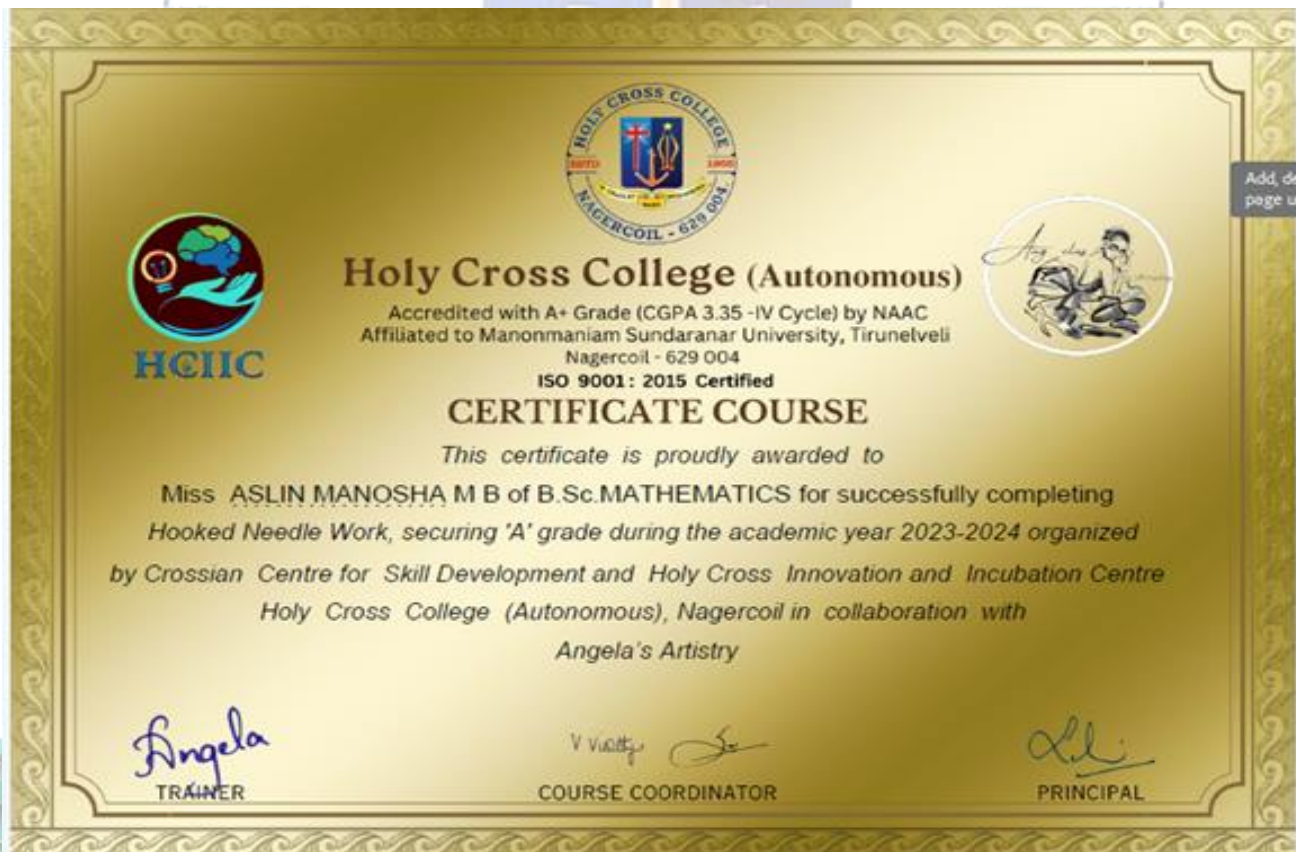 HOLY CROSS COLLEGE
ESTD 1965
NAGERCOIL - 629 004
Add, de
page u
HCIIC
Holy Cross College (Autonomous)
Accredited with A+ Grade (CGPA 3.35 -IV Cycle) by NAAC
Affiliated to Manonmaniam Sundaranar University, Tirunelveli
Nagercoil - 629 004
ISO 9001: 2015 Certified
CERTIFICATE COURSE
This certificate is proudly awarded to
Miss ASLIN MANOSHA M B of B.Sc.MATHEMATICS for successfully completing
Hooked Needle Work, securing 'A' grade during the academic year 2023-2024 organized
by Crossian Centre for Skill Development and Holy Cross Innovation and Incubation Centre
Holy Cross College (Autonomous), Nagercoil in collaboration with
Angela's Artistry
Angela
TRAINER
COURSE COORDINATOR
PRINCIPAL